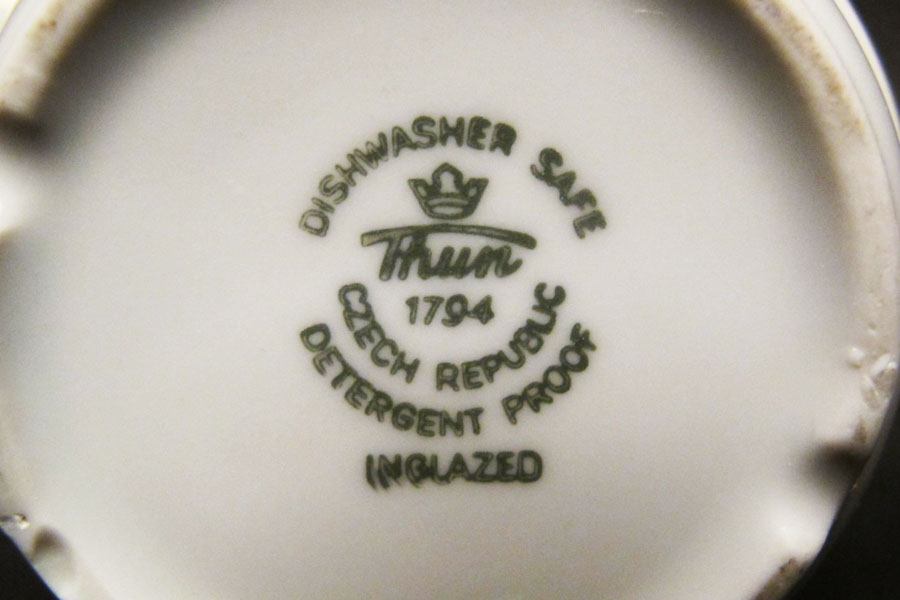 DISHWASHER SAFE
Thun
1794
CZECH REPUBLIC
DETERGENT PROOF
INGLAZED